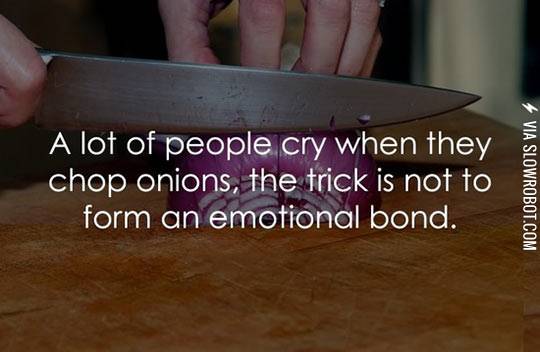 A lot of people cry when they
chop onions, the trick is not to
form an emotional bond.
VIA SLOWROBOT.COM